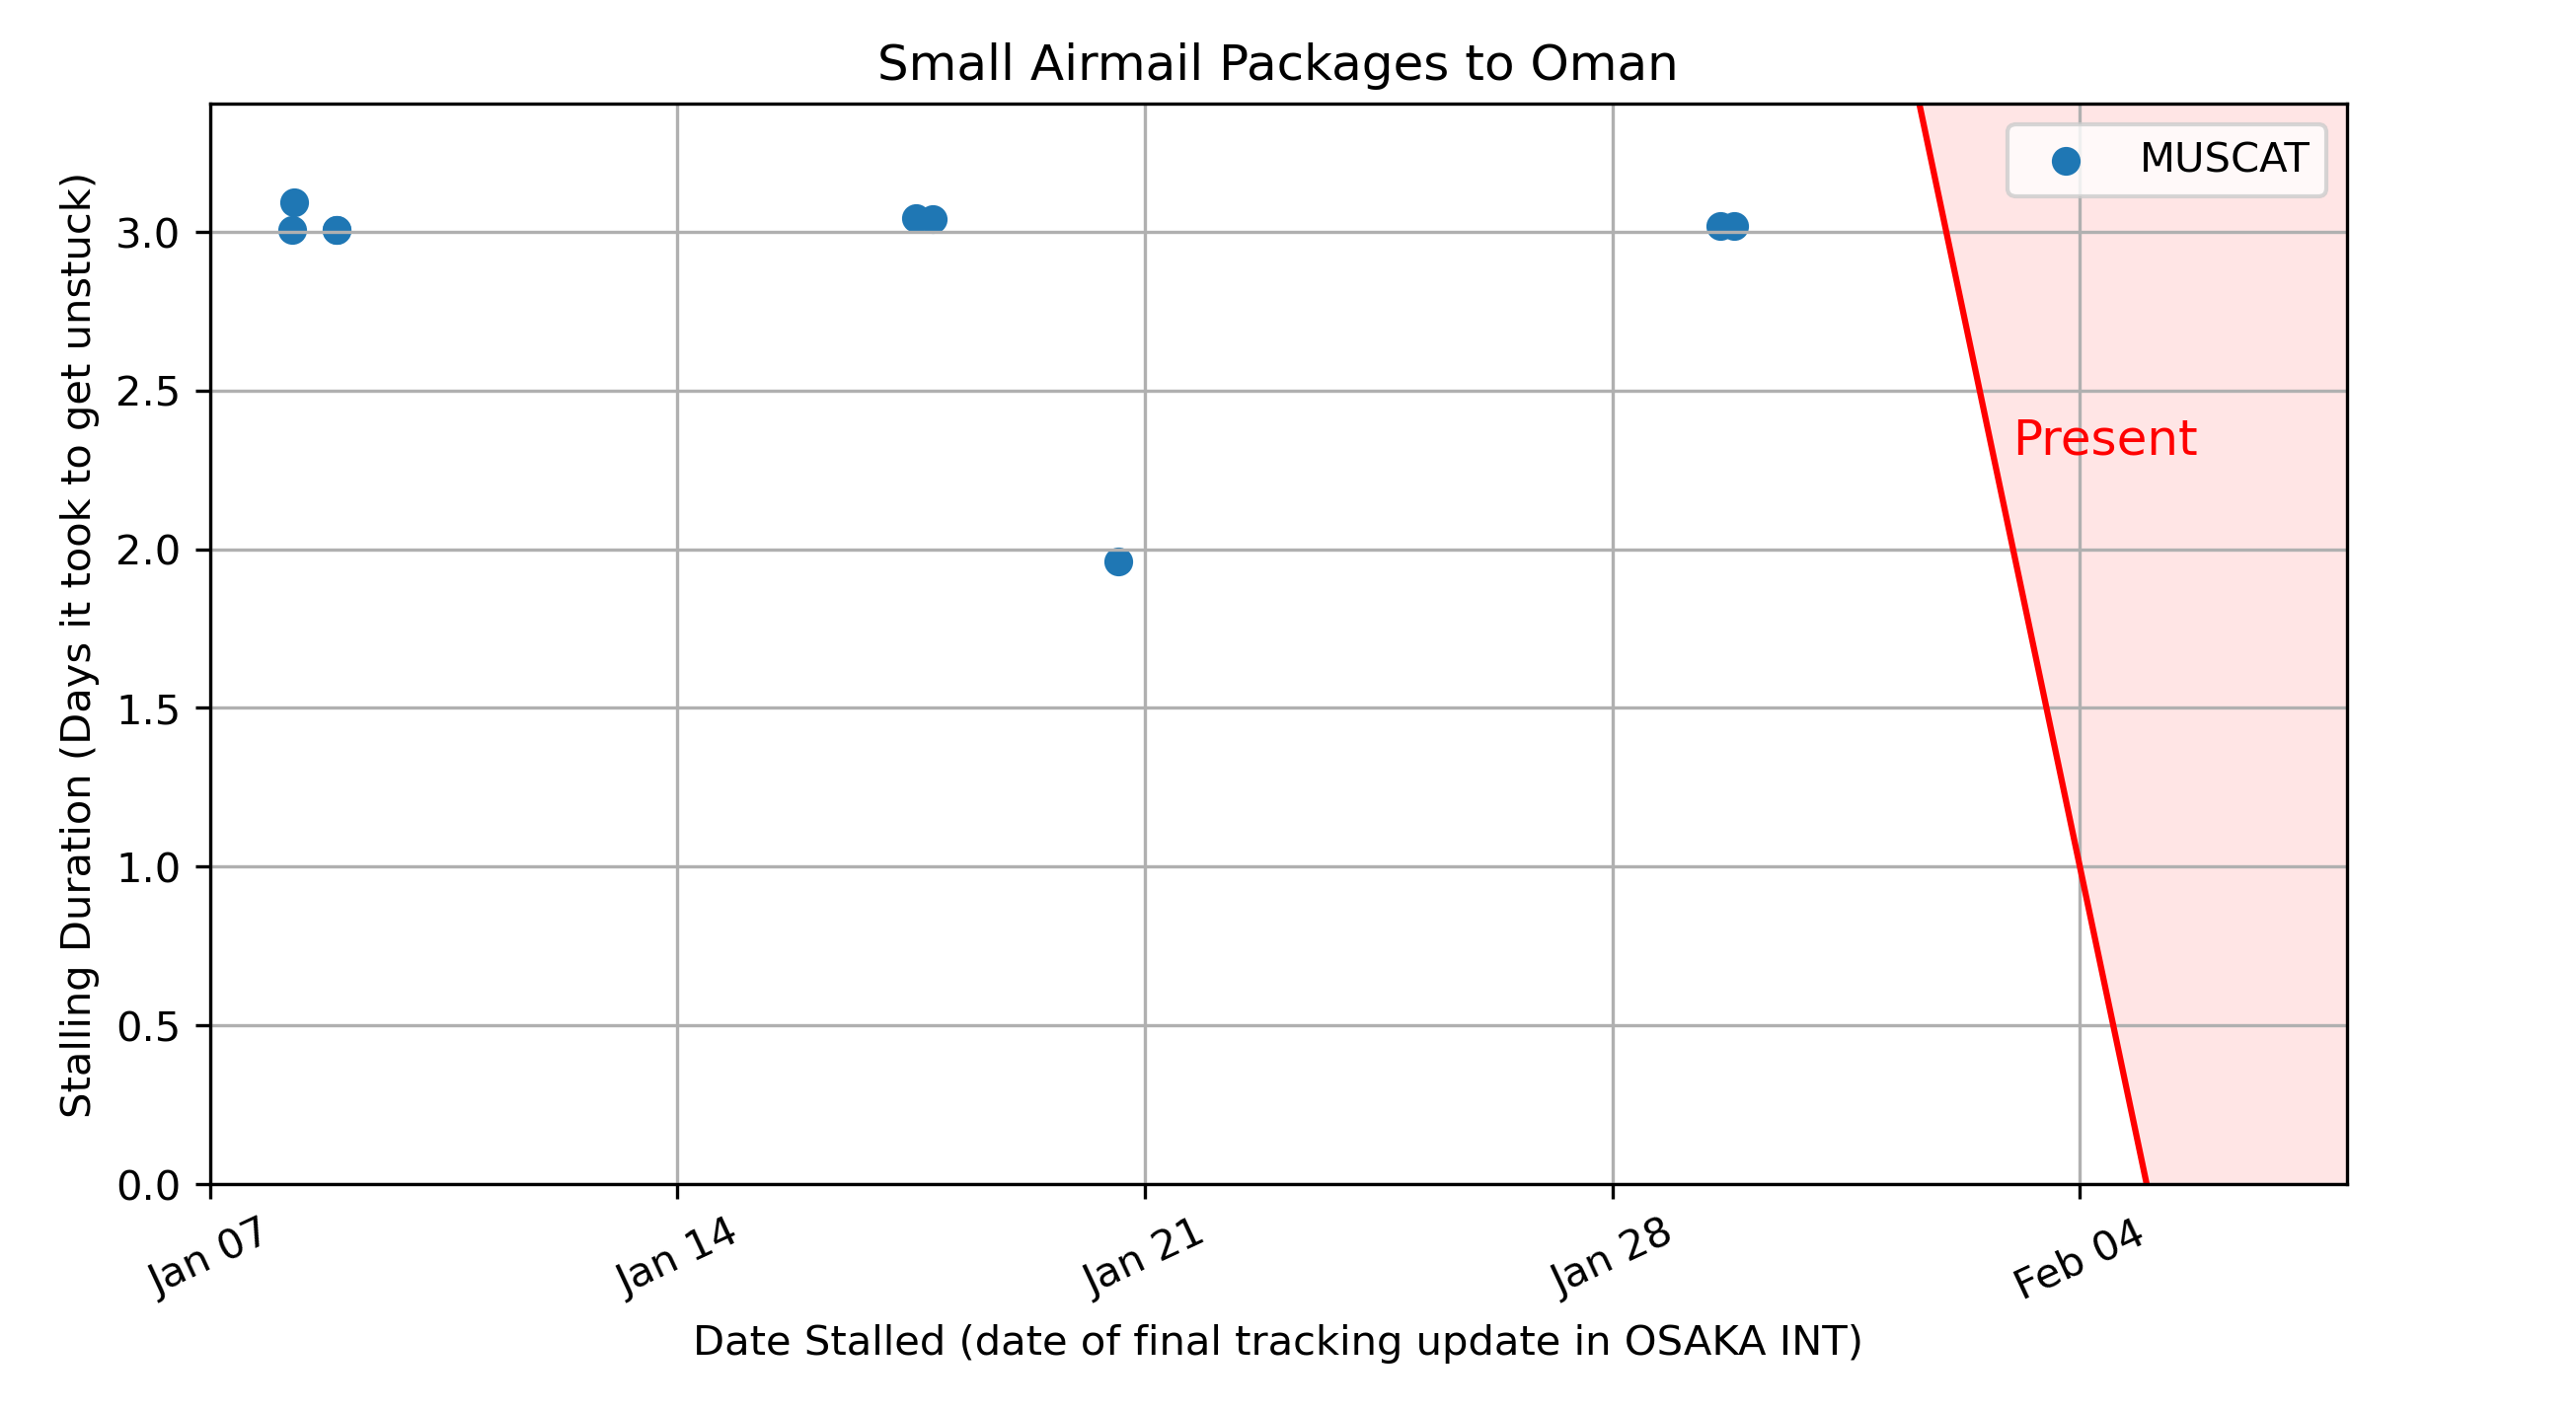 Small Airmail Packages to Oman
MUSCAT
Present
Stalling Duration (Days it took to get unstuck)
3.0
2.5
2.0
1.5
1.0
0.5
0.0
Jan 07
Jan 14
Jan 21
Jan 28
Feb 04
Date Stalled (date of final tracking update in OSAKA INT)